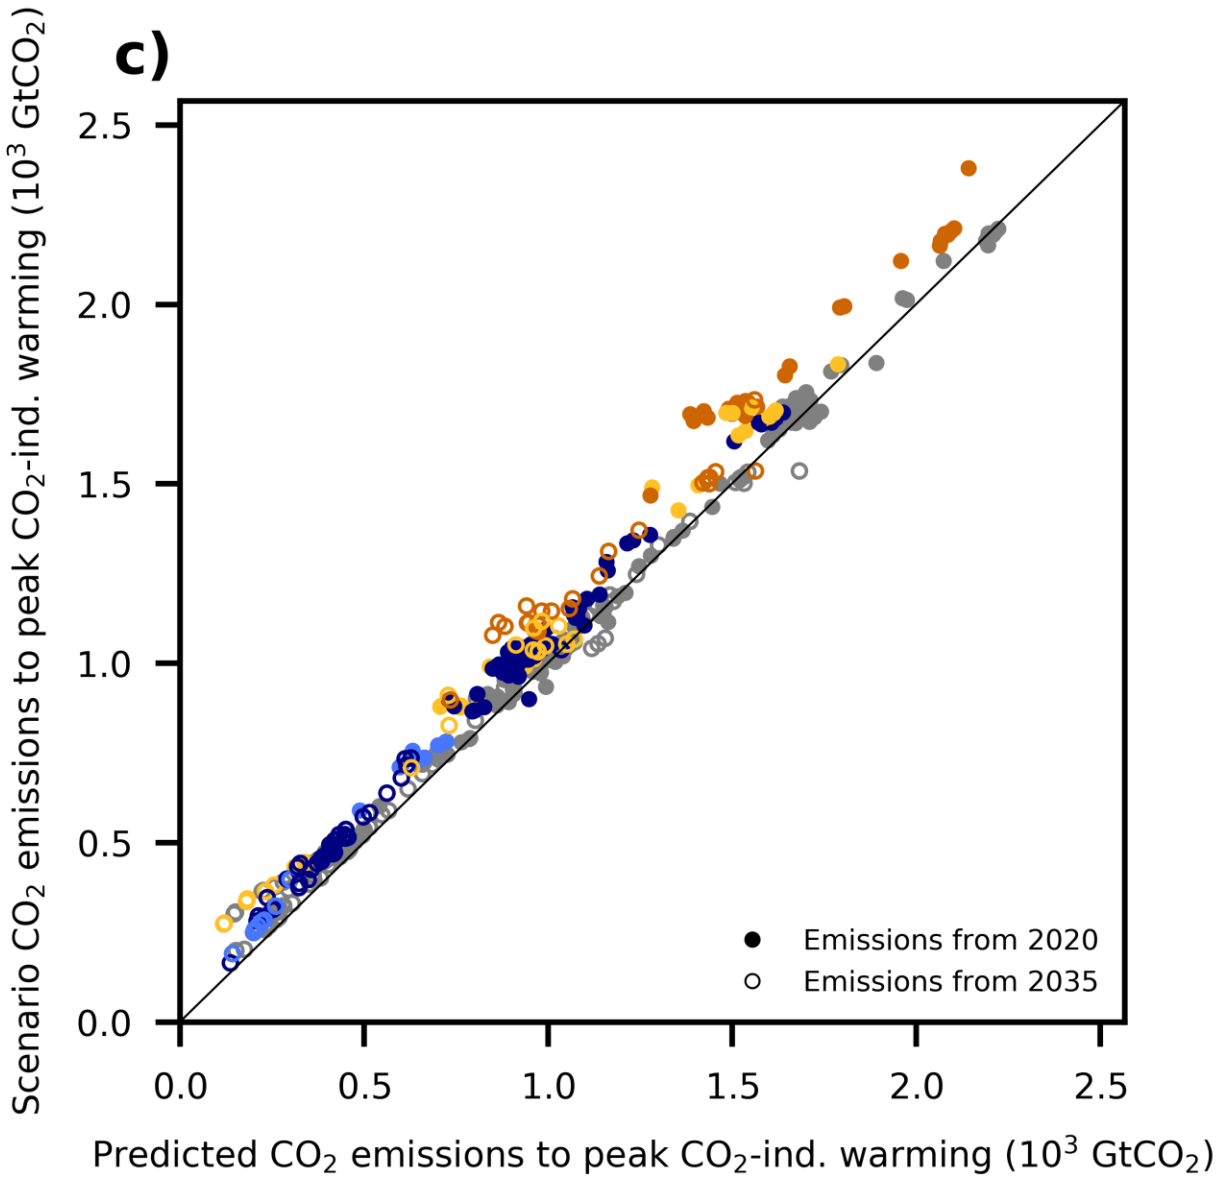 c)
Scenario CO₂ emissions to peak CO₂-ind. warming (10³ GtCO₂)
2.5
2.0
1.5
1.0
0.5
0.0
Emissions from 2020
Emissions from 2035
0.0 0.5 1.0 1.5 2.0 2.5
Predicted CO₂ emissions to peak CO₂-ind. warming (10³ GtCO₂)